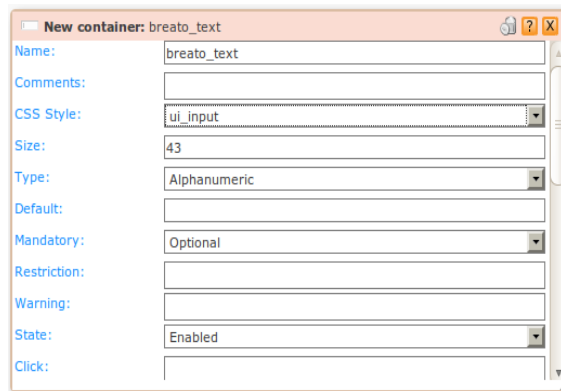 New container: breato_text ? X
Name: breato_text
Comments:
CSS Style: ui_input
Size: 43
Type: Alphanumeric
Default:
Mandatory: Optional
Restriction:
Warning:
State: Enabled
Click: